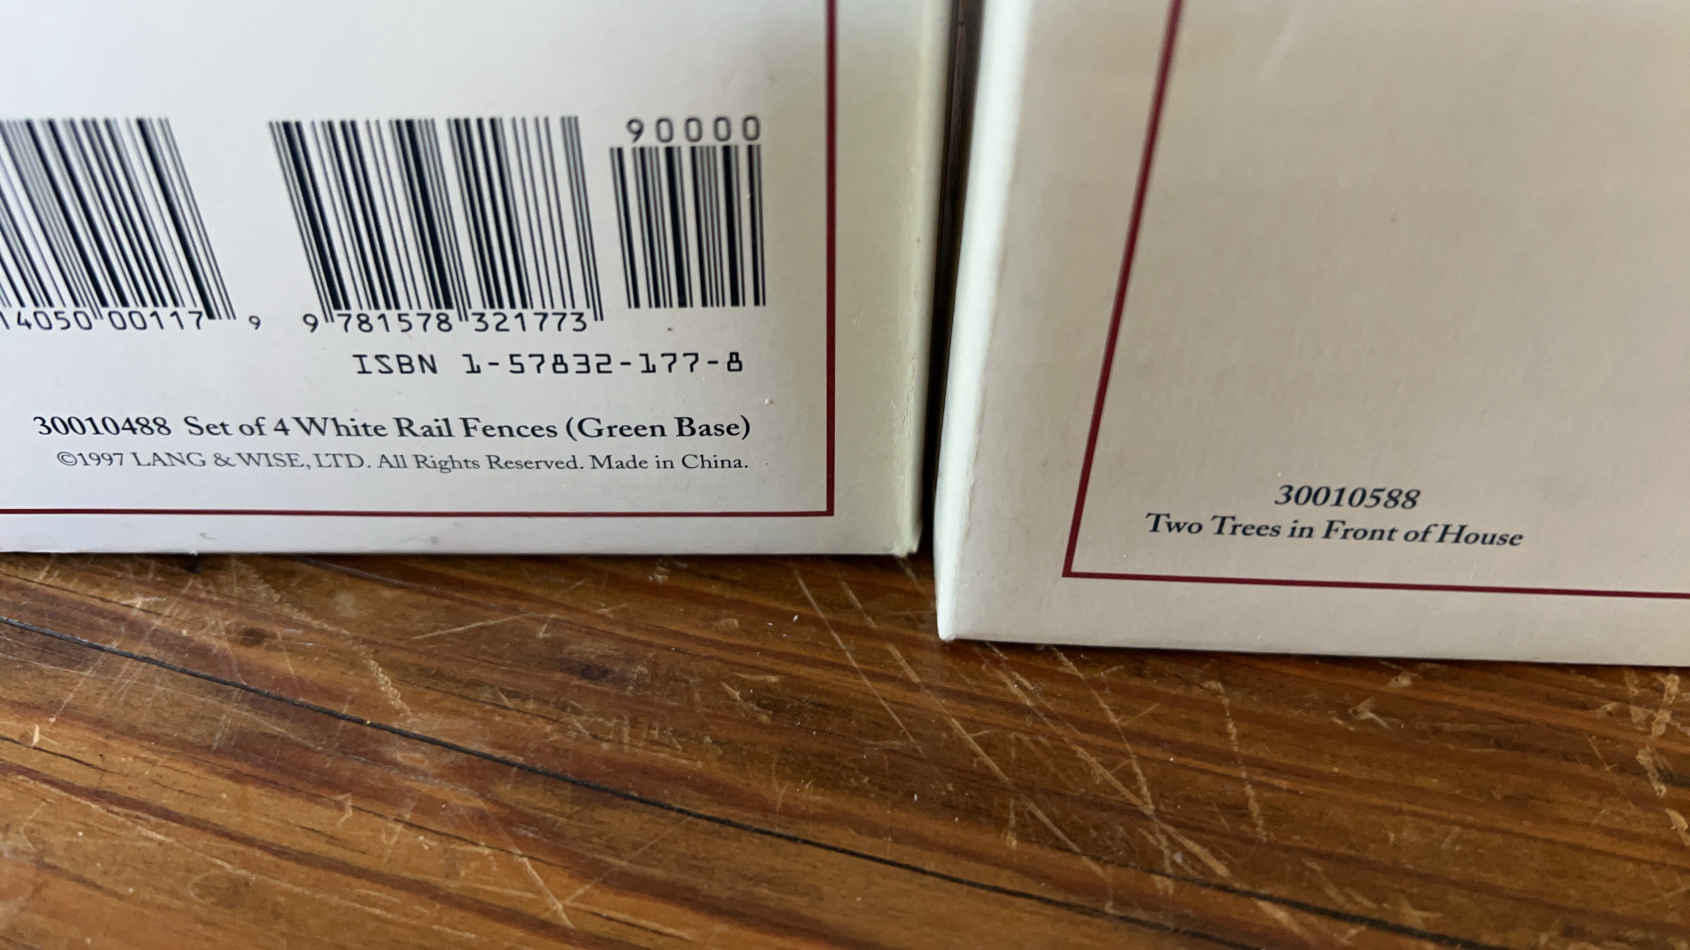 90000
14050 00117 9
9 781578 321773
ISBN 1-57832-177-8
30010488 Set of 4 White Rail Fences (Green Base)
©1997 LANG & WISE, LTD. All Rights Reserved. Made in China.
30010588
Two Trees in Front of House